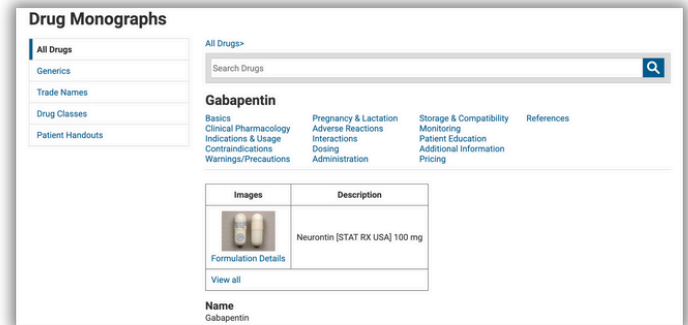 Drug Monographs
All Drugs
Generics
Trade Names
Drug Classes
Patient Handouts
All Drugs>
Search Drugs
Gabapentin
Basics
Clinical Pharmacology
Indications & Usage
Contraindications
Warnings/Precautions
Pregnancy & Lactation
Adverse Reactions
Interactions
Dosing
Administration
Storage & Compatibility
Monitoring
Patient Education
Additional Information
Pricing
References
Images Description
Neurontin [STAT RX USA] 100 mg
Formulation Details
View all
Name
Gabapentin